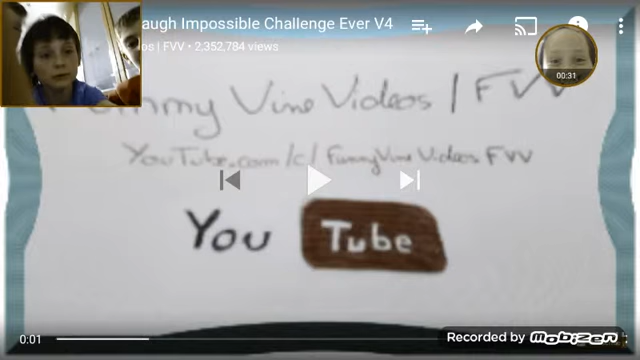 augh Impossible Challenge Ever V4
os | FVV • 2,352,784 views
00:31
Funny Vine Videos | FVV
YouTube.com/c/FunnyVineVideosFVV
You Tube
0:01
Recorded by mobizen